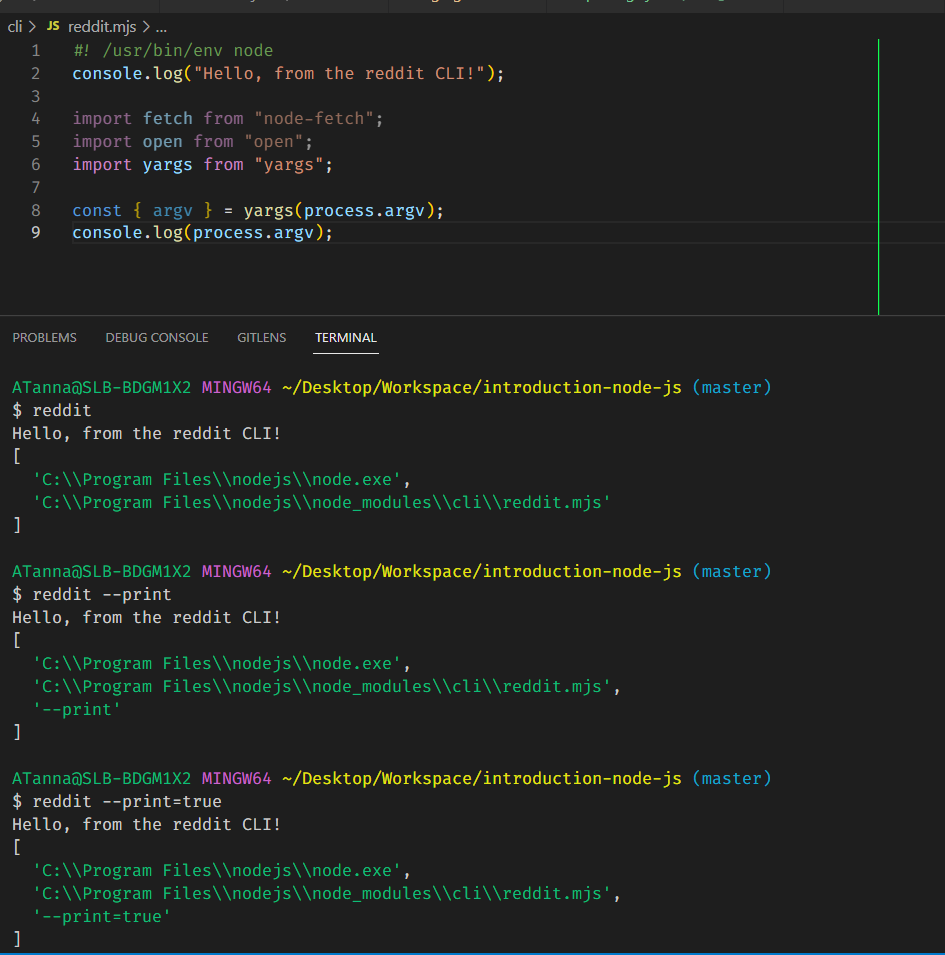 cli > JS reddit.mjs > ...
1 #! /usr/bin/env node
2 console.log("Hello, from the reddit CLI!");
3
4 import fetch from "node-fetch";
5 import open from "open";
6 import yargs from "yargs";
7
8 const { argv } = yargs(process.argv);
9 console.log(process.argv);
PROBLEMS DEBUG CONSOLE GITLENS TERMINAL
ATanna@SLB-BDGM1X2 MINGW64 ~/Desktop/Workspace/introduction-node-js (master)
$ reddit
Hello, from the reddit CLI!
[
'C:\\Program Files\\nodejs\\node.exe',
'C:\\Program Files\\nodejs\\node_modules\\cli\\reddit.mjs'
]
ATanna@SLB-BDGM1X2 MINGW64 ~/Desktop/Workspace/introduction-node-js (master)
$ reddit --print
Hello, from the reddit CLI!
[
'C:\\Program Files\\nodejs\\node.exe',
'C:\\Program Files\\nodejs\\node_modules\\cli\\reddit.mjs',
'--print'
]
ATanna@SLB-BDGM1X2 MINGW64 ~/Desktop/Workspace/introduction-node-js (master)
$ reddit --print=true
Hello, from the reddit CLI!
[
'C:\\Program Files\\nodejs\\node.exe',
'C:\\Program Files\\nodejs\\node_modules\\cli\\reddit.mjs',
'--print=true'
]